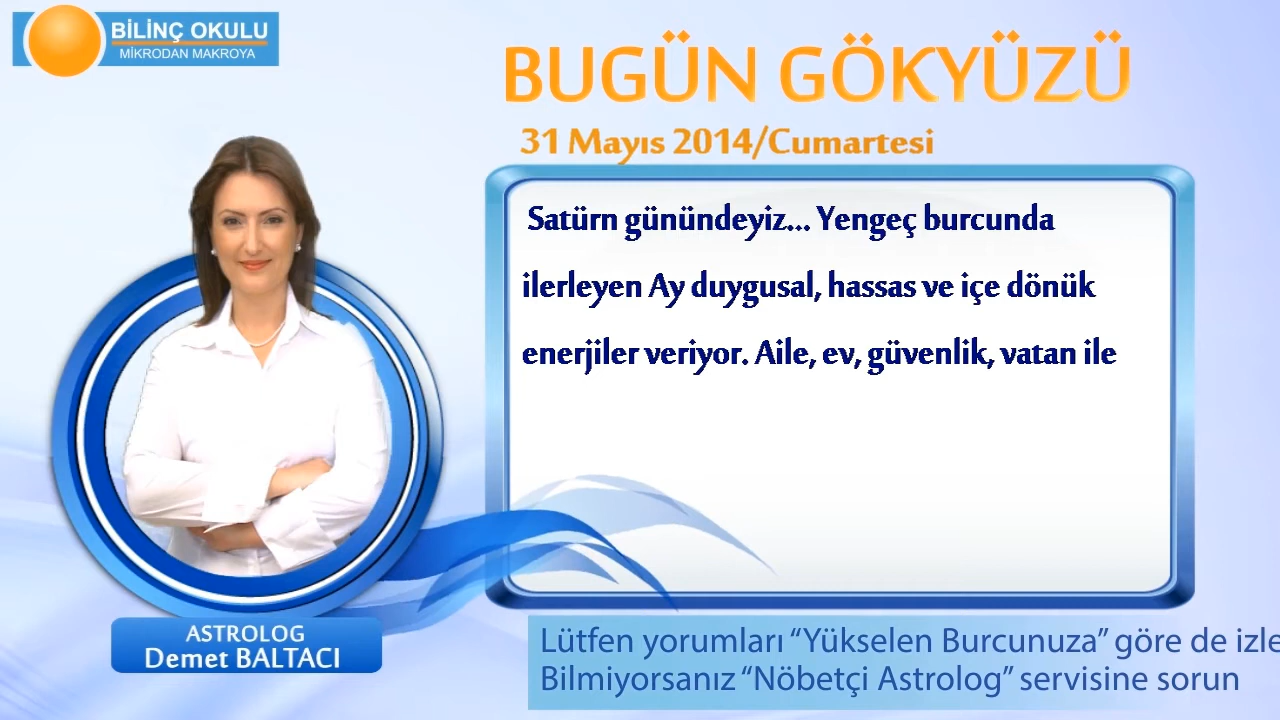 BİLİNÇ OKULU
MİKRODAN MAKROYA
BUGÜN GÖKYÜZÜ
31 Mayıs 2014/Cumartesi
Satürn günündeyiz... Yengeç burcunda
ilerleyen Ay duygusal, hassas ve içe dönük
enerjiler veriyor. Aile, ev, güvenlik, vatan ile
ASTROLOG
Demet BALTACI
Lütfen yorumları “Yükselen Burcunuza” göre de izle
Bilmiyorsanız “Nöbetçi Astrolog” servisine sorun